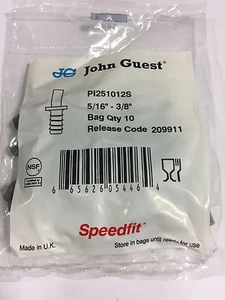 JG John Guest®
PI251012S
5/16" - 3/8"
Bag Qty 10
Release Code 209911
NSF
6 65626 05446 4
Speedfit®
Made in U.K. Store in bags until ready for use